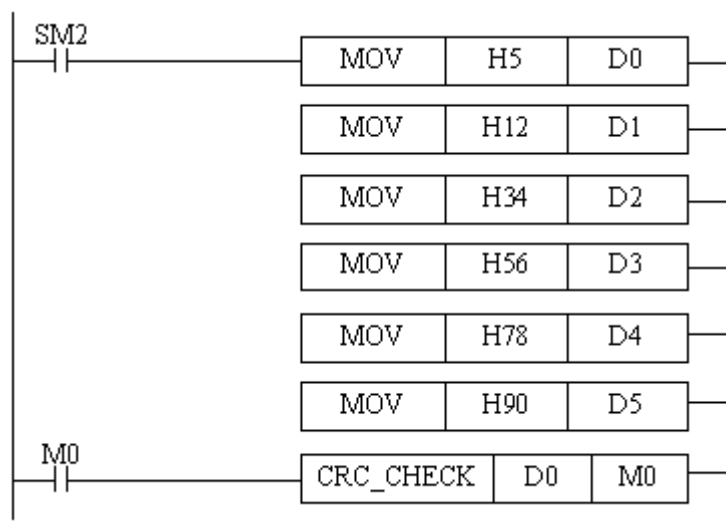 SM2
MOV H5 D0
MOV H12 D1
MOV H34 D2
MOV H56 D3
MOV H78 D4
MOV H90 D5
M0
CRC_CHECK D0 M0